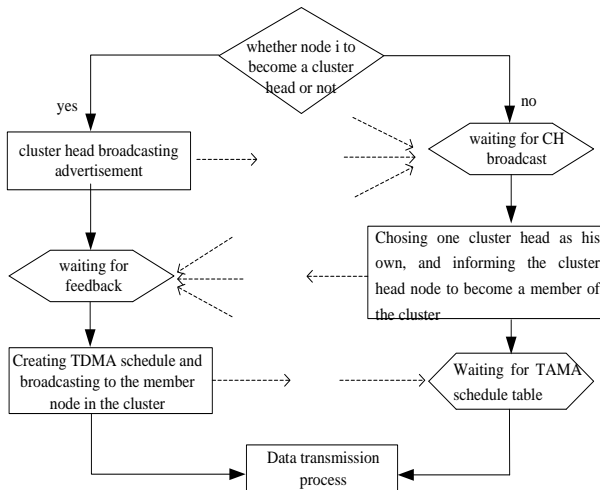 whether node i to
become a cluster
head or not
yes
no
cluster head broadcasting
advertisement
waiting for CH
broadcast
waiting for
feedback
Chosing one cluster head as his
own, and informing the cluster
head node to become a member of
the cluster
Creating TDMA schedule and
broadcasting to the member
node in the cluster
Waiting for TAMA
schedule table
Data transmission
process